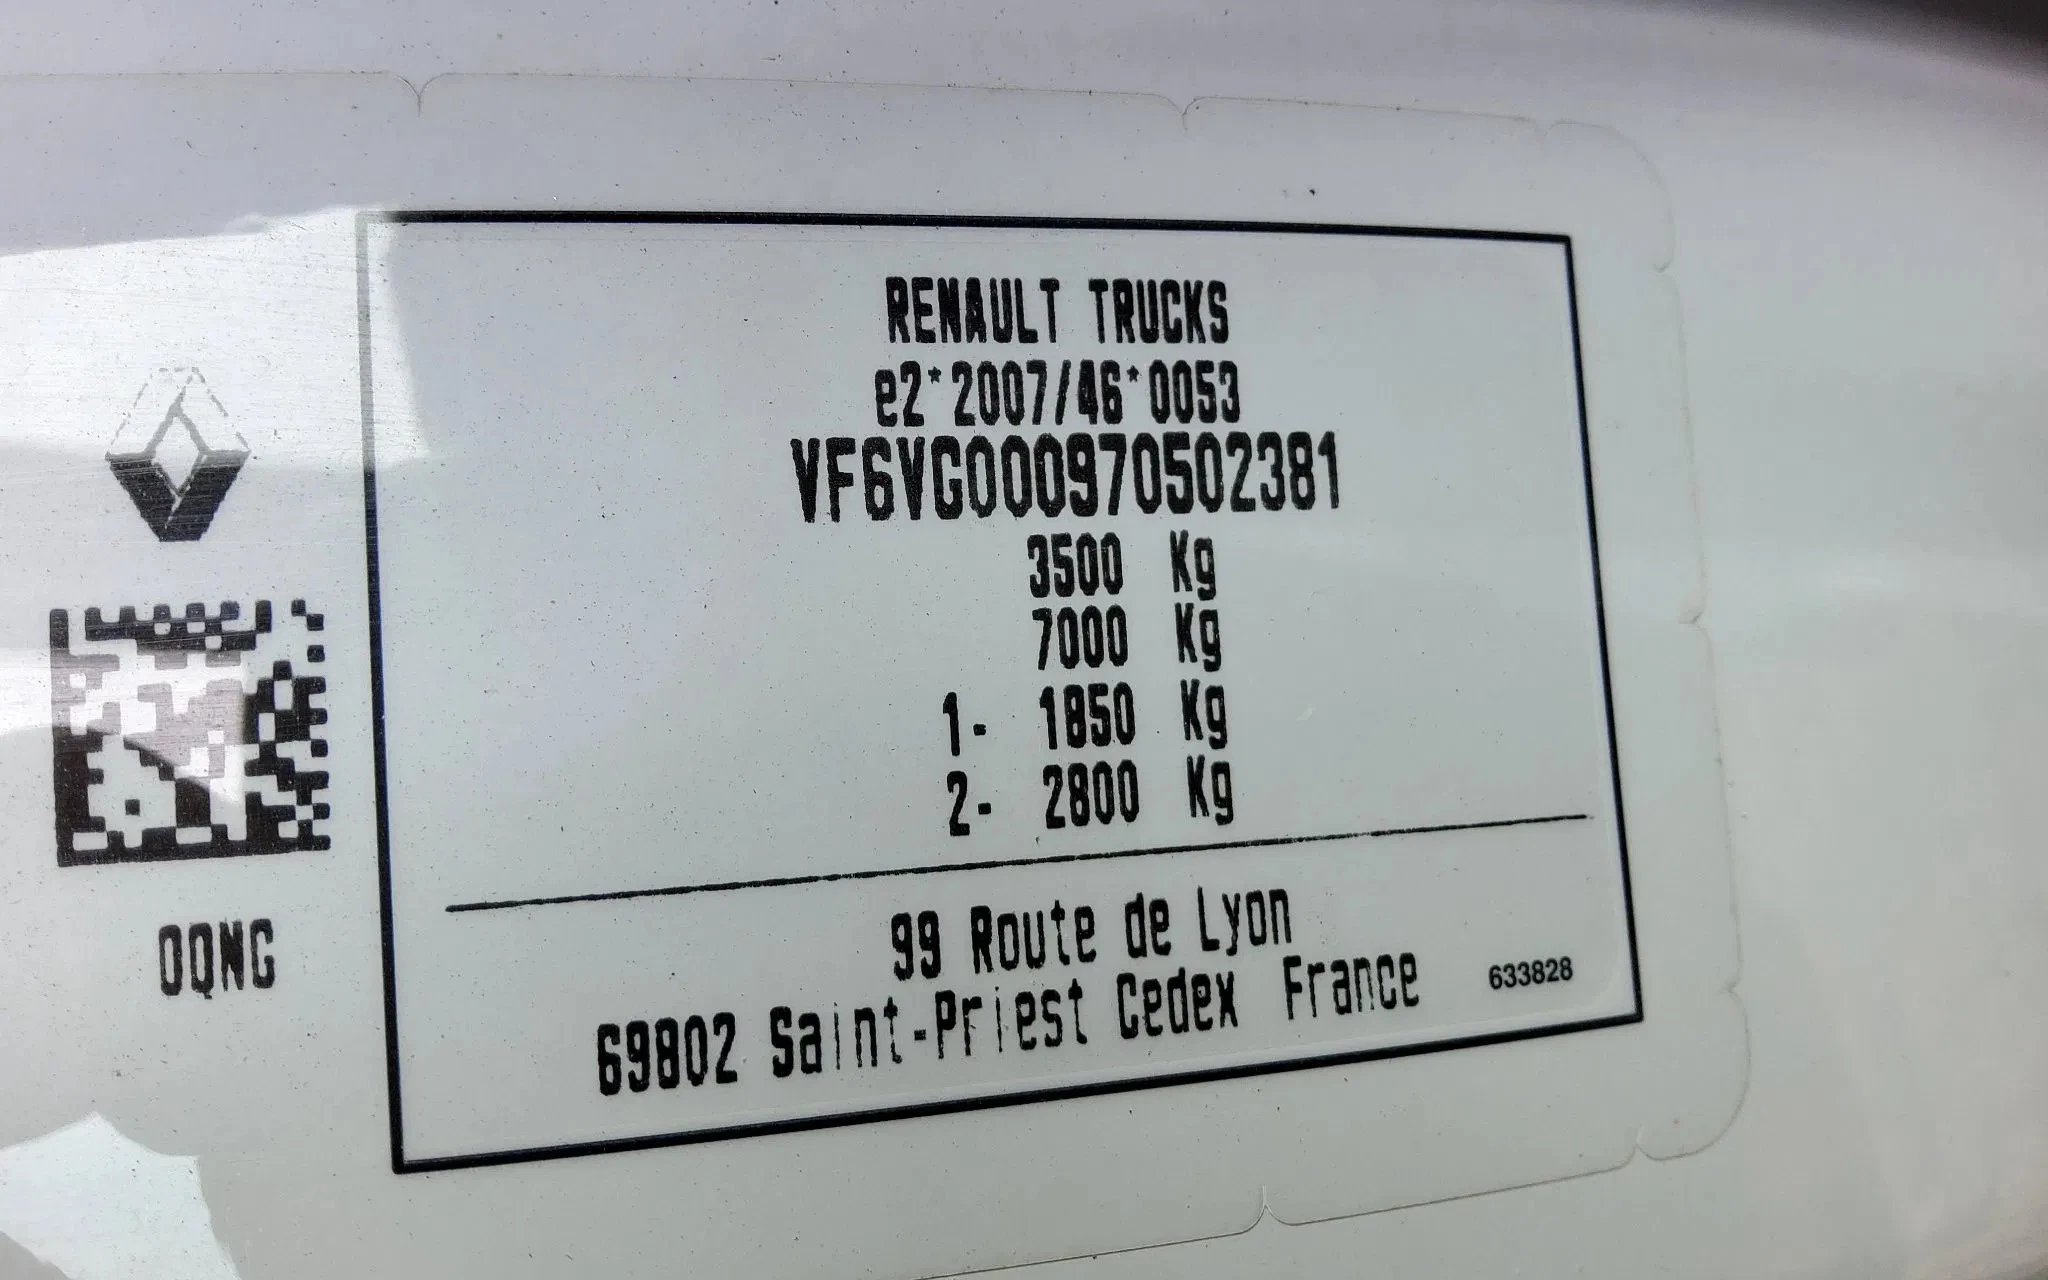 RENAULT TRUCKS
e2*2007/46*0053
VF6VG000970502381
3500 Kg
7000 Kg
1- 1850 Kg
2- 2800 Kg
99 Route de Lyon
69802 Saint-Priest Cedex France
633828
OQNG